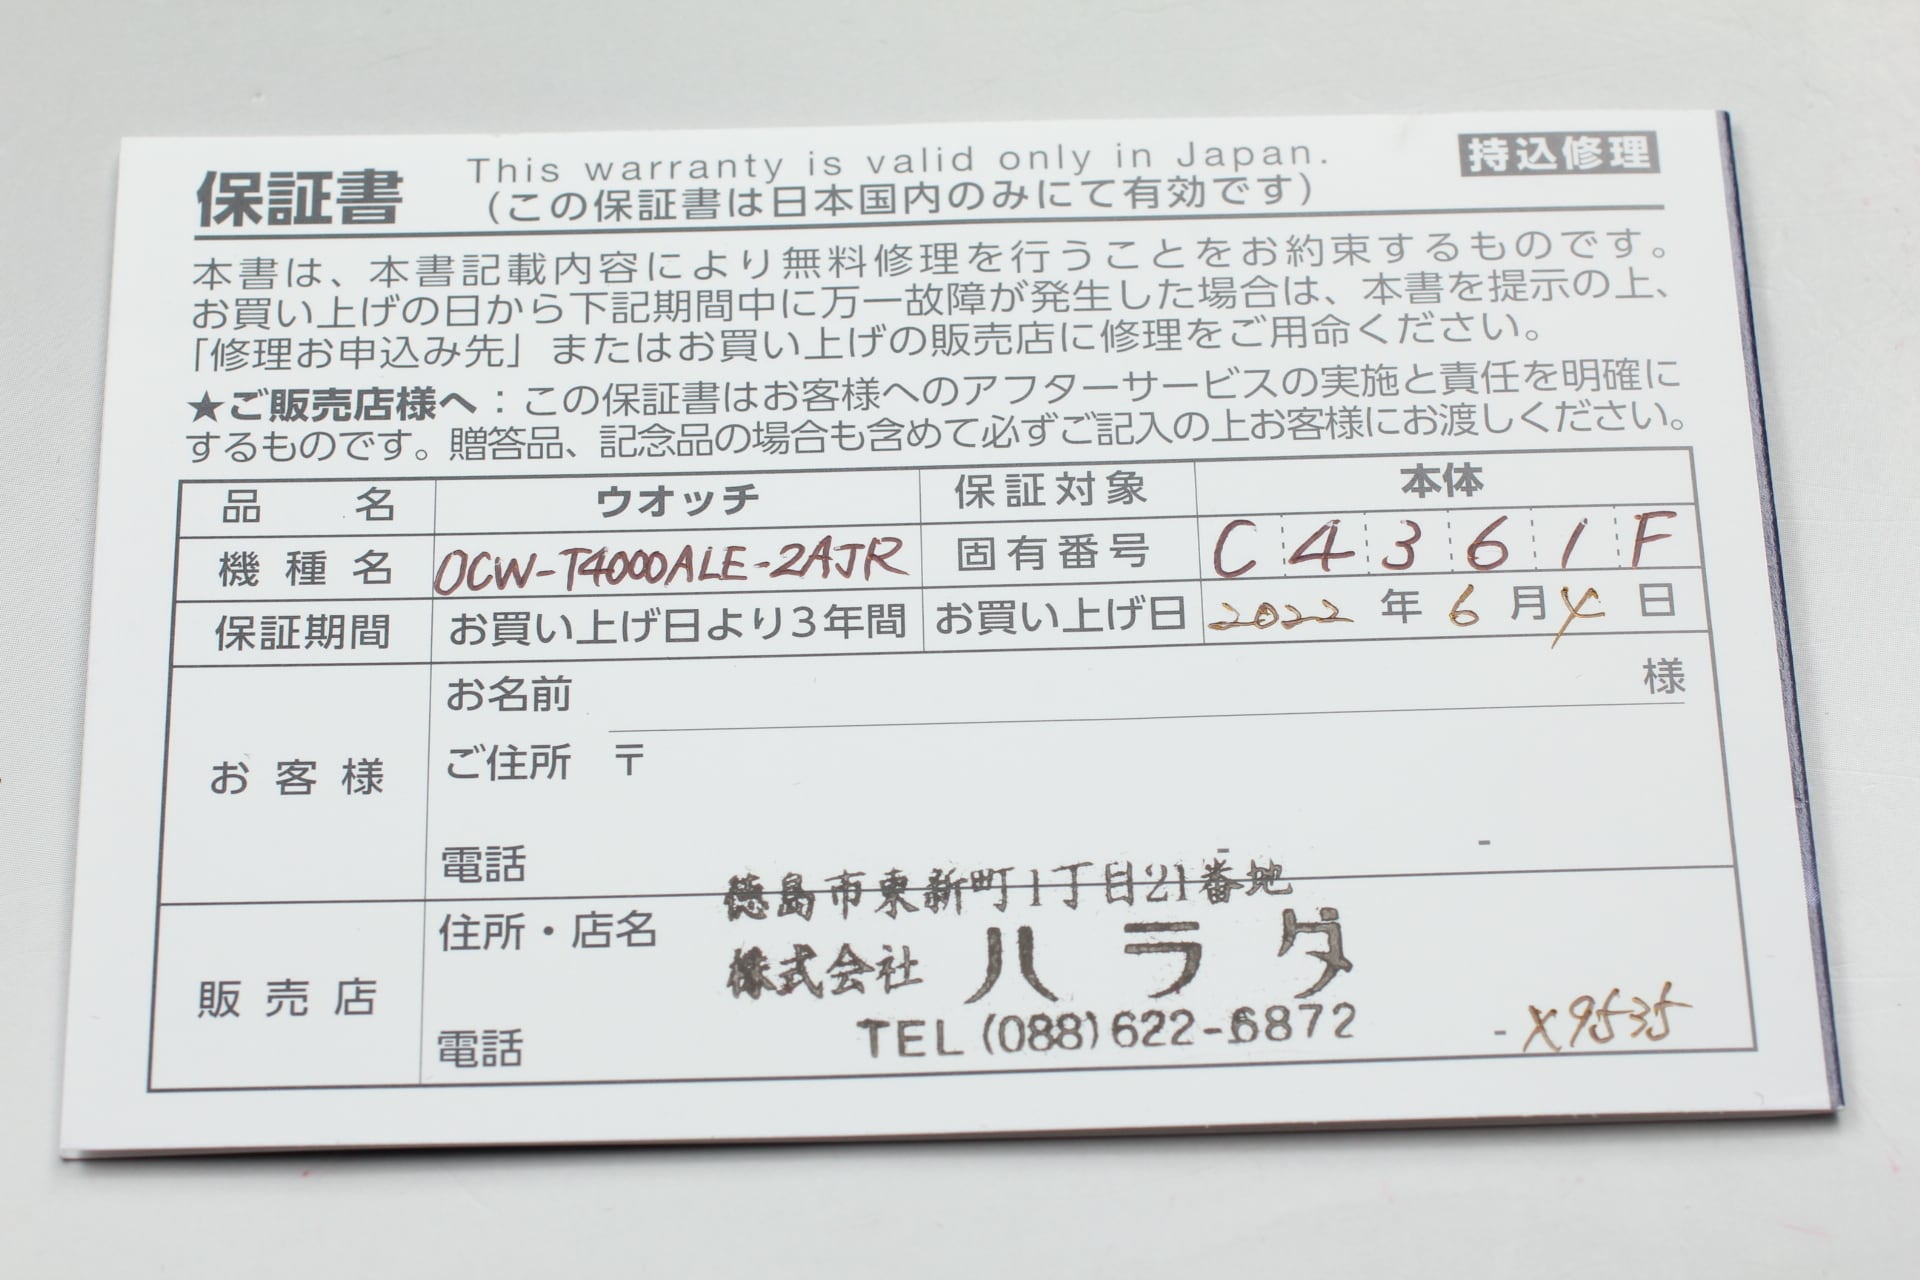 保証書
This warranty is valid only in Japan.
(この保証書は日本国内のみにて有効です)
持込修理
本書は、本書記載内容により無料修理を行うことをお約束するものです。
お買い上げの日から下記期間中に万一故障が発生した場合は、本書を提示の上、
「修理お申込み先」またはお買い上げの販売店に修理をご用命ください。
★ご販売店様へ：この保証書はお客様へのアフターサービスの実施と責任を明確に
するものです。贈答品、記念品の場合も含めて必ずご記入の上お客様にお渡しください。
品名 ウオッチ 保証対象 本体
機種名 OCW-T4000ALE-2AJR 固有番号 C4361F
保証期間 お買い上げ日より3年間 お買い上げ日 2022年6月4日
お客様
お名前 様
ご住所 〒
電話 - -
販売店
住所・店名
徳島市東新町1丁目21番地
株式会社 ハラダ
電話 TEL (088) 622-6872 - X9535